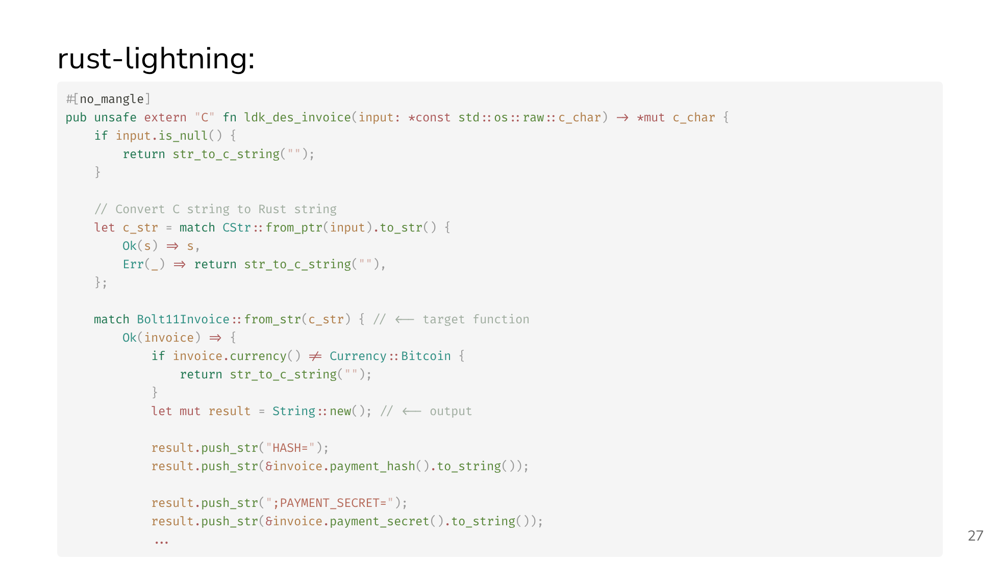 rust-lightning:
#[no_mangle]
pub unsafe extern "C" fn ldk_des_invoice(input: *const std::os::raw::c_char) -> *mut c_char {
    if input.is_null() {
        return str_to_c_string("");
    }

    // Convert C string to Rust string
    let c_str = match CStr::from_ptr(input).to_str() {
        Ok(s) => s,
        Err(_) => return str_to_c_string(""),
    };

    match Bolt11Invoice::from_str(c_str) { // <-- target function
        Ok(invoice) => {
            if invoice.currency() != Currency::Bitcoin {
                return str_to_c_string("");
            }
            let mut result = String::new(); // <-- output

            result.push_str("HASH=");
            result.push_str(&invoice.payment_hash().to_string());

            result.push_str(";PAYMENT_SECRET=");
            result.push_str(&invoice.payment_secret().to_string());
            ...
27